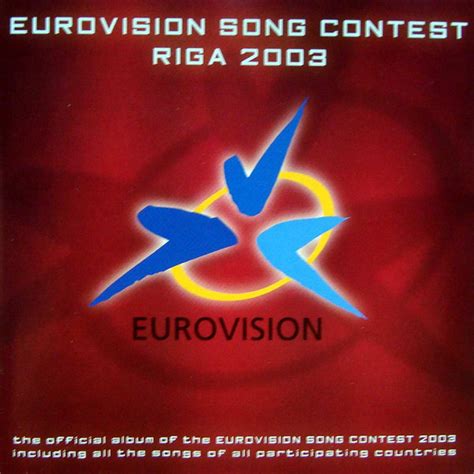 EUROVISION SONG CONTEST
RIGA 2003
EUROVISION
the official album of the EUROVISION SONG CONTEST 2003
including all the songs of all participating countries